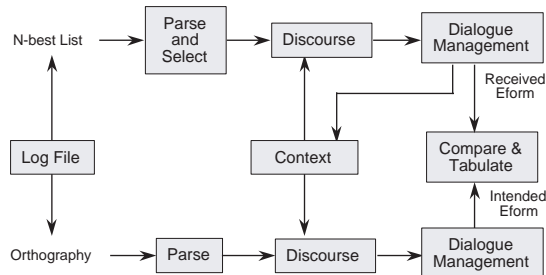 N-best List
Parse
and
Select
Discourse
Dialogue
Management
Received
Eform
Log File
Context
Compare &
Tabulate
Intended
Eform
Orthography
Parse
Discourse
Dialogue
Management